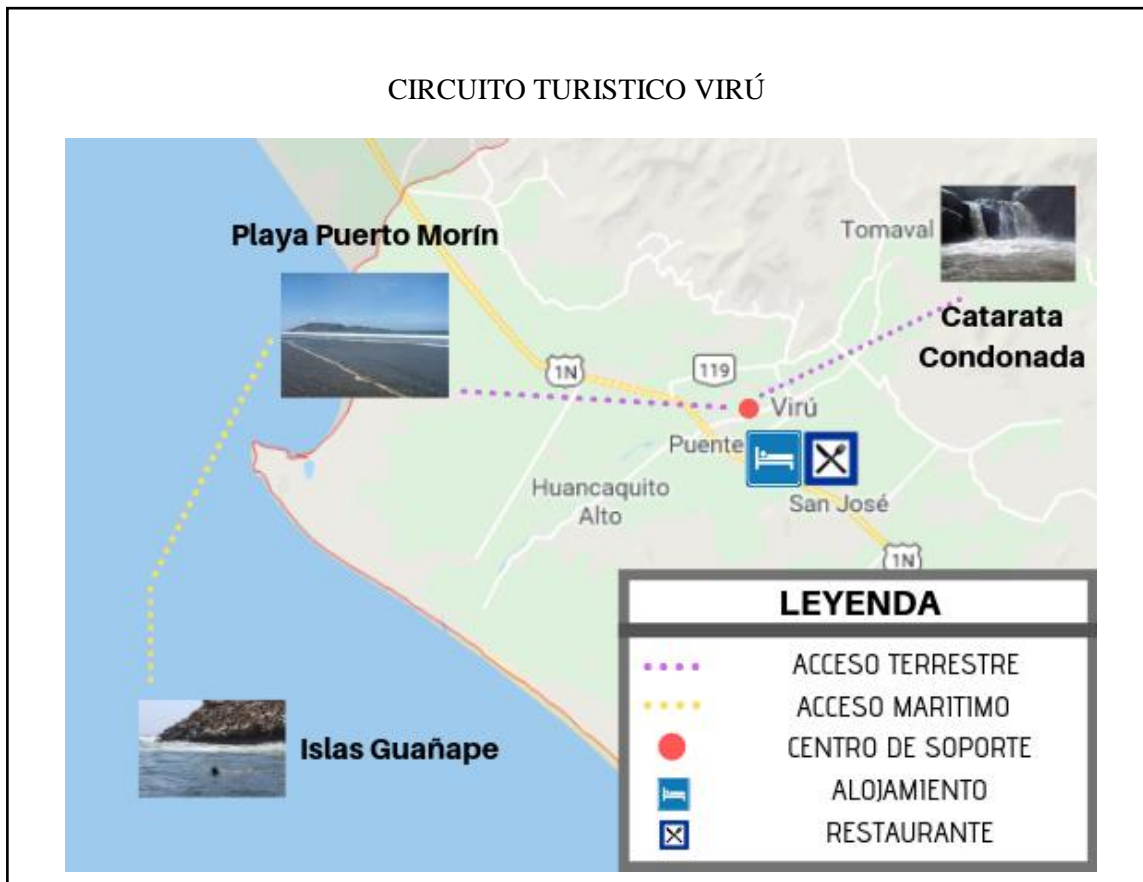 CIRCUITO TURISTICO VIRÚ
Playa Puerto Morín
Tomaval
Catarata
Condonada
1N
119
Virú
Puente
Huancaquito
Alto
San José
1N
Islas Guañape
LEYENDA
ACCESO TERRESTRE
ACCESO MARITIMO
CENTRO DE SOPORTE
ALOJAMIENTO
RESTAURANTE